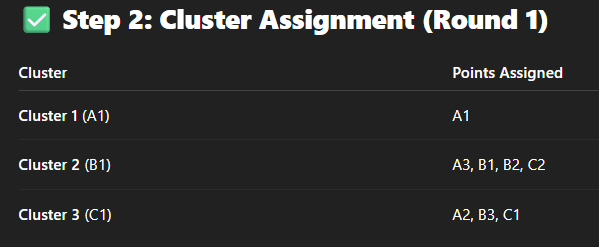 ✅ Step 2: Cluster Assignment (Round 1)
Cluster Points Assigned
Cluster 1 (A1) A1
Cluster 2 (B1) A3, B1, B2, C2
Cluster 3 (C1) A2, B3, C1